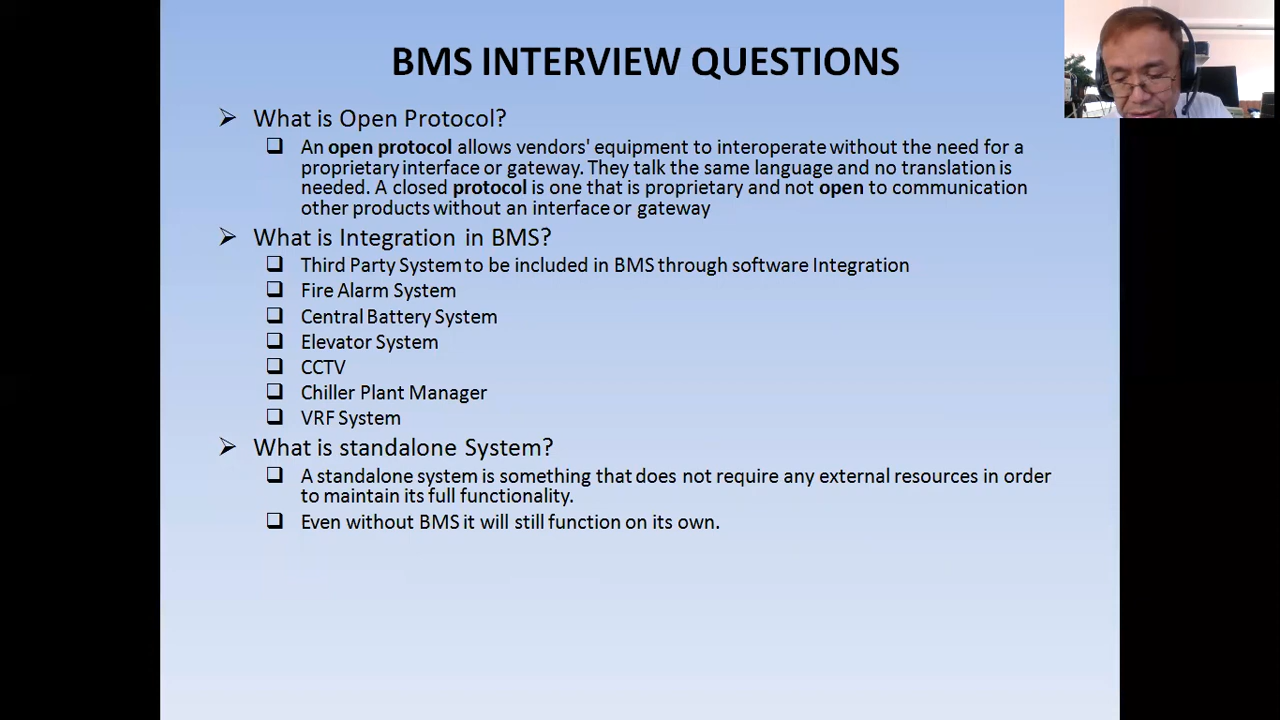 BMS INTERVIEW QUESTIONS
What is Open Protocol?
An open protocol allows vendors' equipment to interoperate without the need for a
proprietary interface or gateway. They talk the same language and no translation is
needed. A closed protocol is one that is proprietary and not open to communication
other products without an interface or gateway
What is Integration in BMS?
Third Party System to be included in BMS through software Integration
Fire Alarm System
Central Battery System
Elevator System
CCTV
Chiller Plant Manager
VRF System
What is standalone System?
A standalone system is something that does not require any external resources in order
to maintain its full functionality.
Even without BMS it will still function on its own.